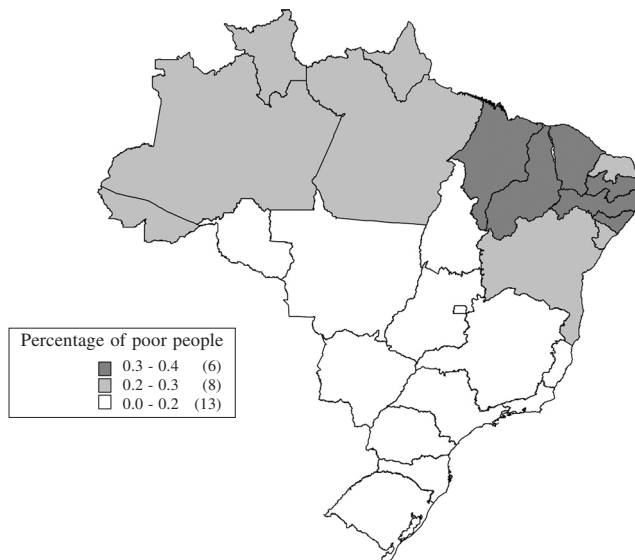 Percentage of poor people
0.3 - 0.4 (6)
0.2 - 0.3 (8)
0.0 - 0.2 (13)